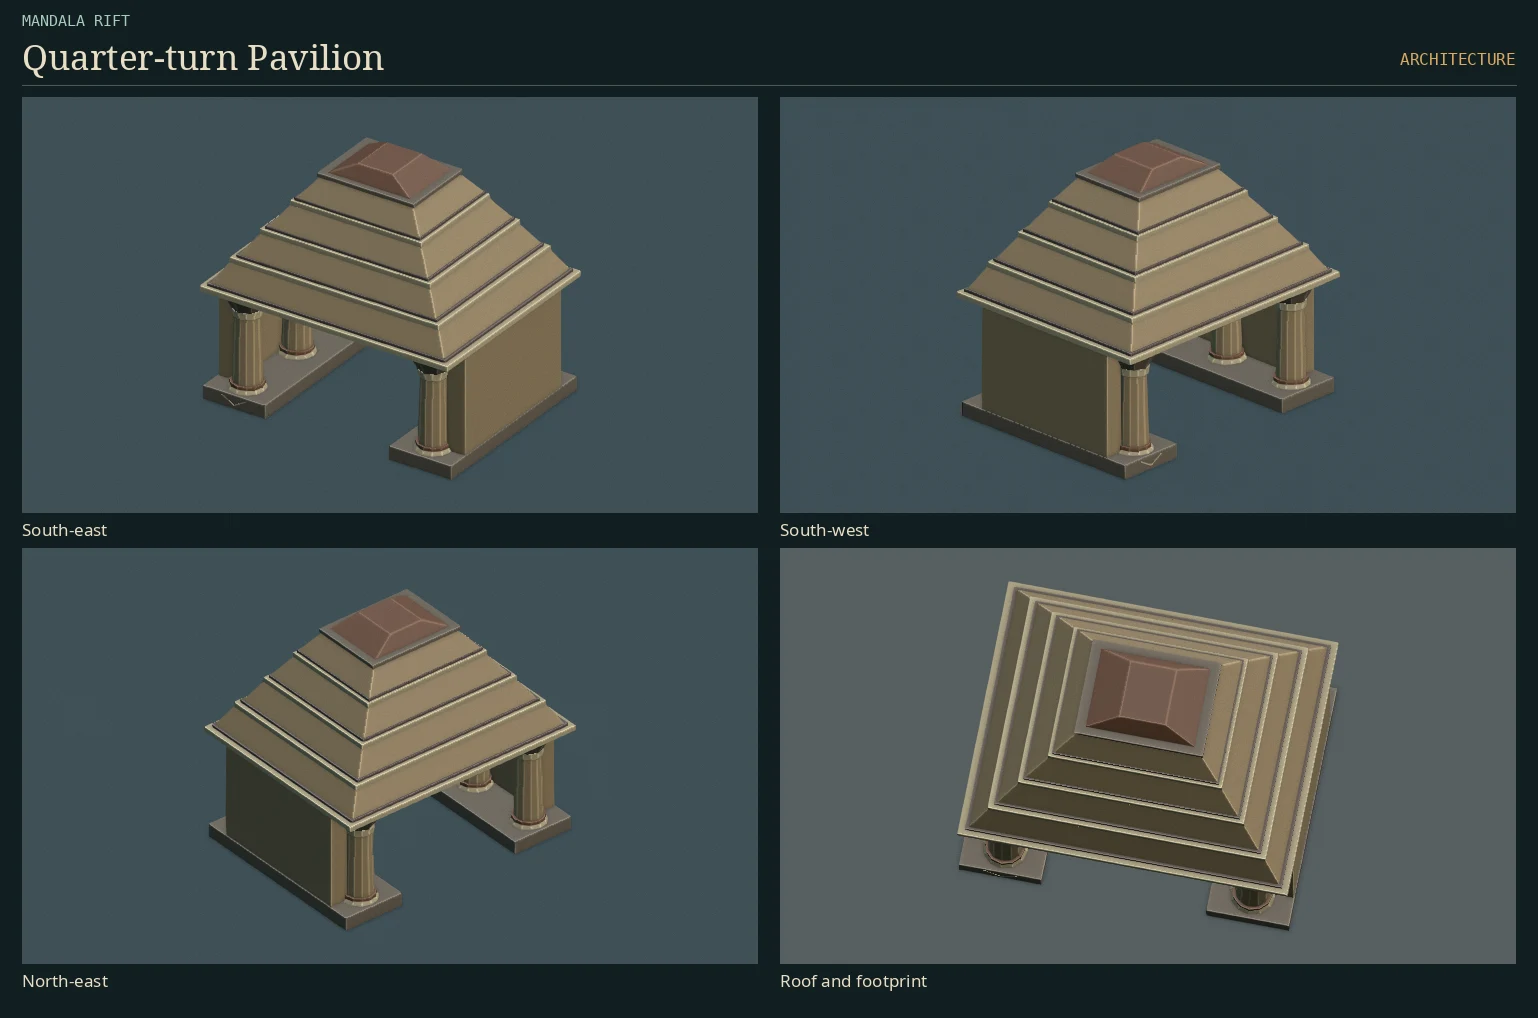 MANDALA RIFT
Quarter-turn Pavilion
ARCHITECTURE
South-east
South-west
North-east
Roof and footprint